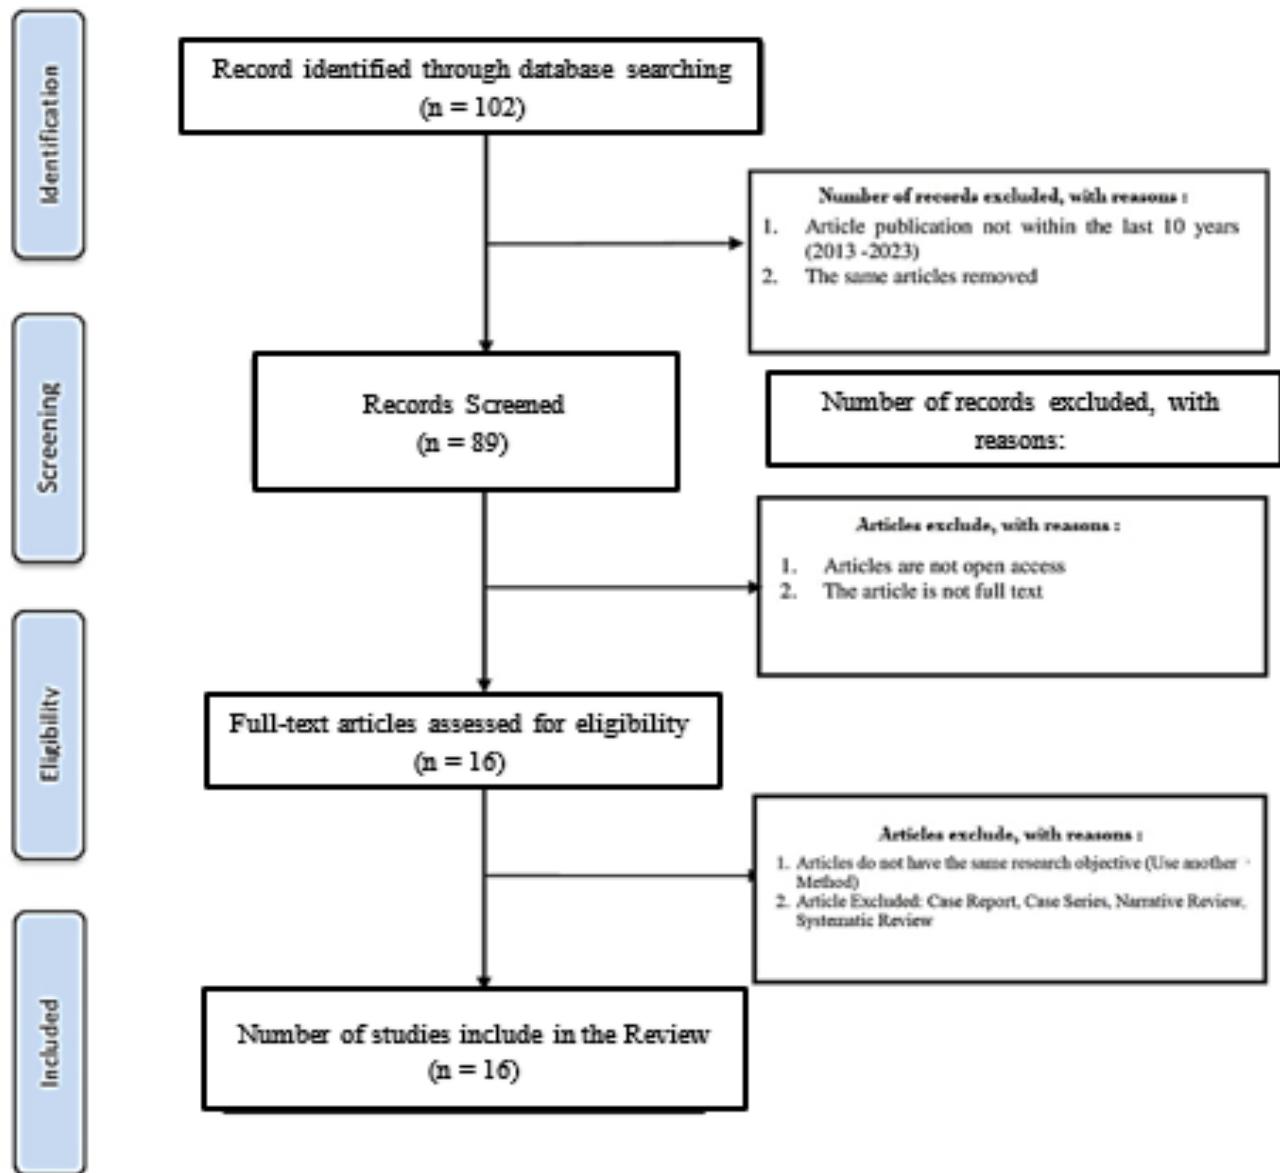 Identification
Record identified through database searching
(n = 102)
Number of records excluded, with reasons :
1. Article publication not within the last 10 years
(2013 -2023)
2. The same articles removed
Screening
Records Screened
(n = 89)
Number of records excluded, with
reasons:
Articles exclude, with reasons :
1. Articles are not open access
2. The article is not full text
Eligibility
Full-text articles assessed for eligibility
(n = 16)
Articles exclude, with reasons :
1. Articles do not have the same research objective (Use another
Method)
2. Article Excluded: Case Report, Case Series, Narrative Review,
Systematic Review
Included
Number of studies include in the Review
(n = 16)